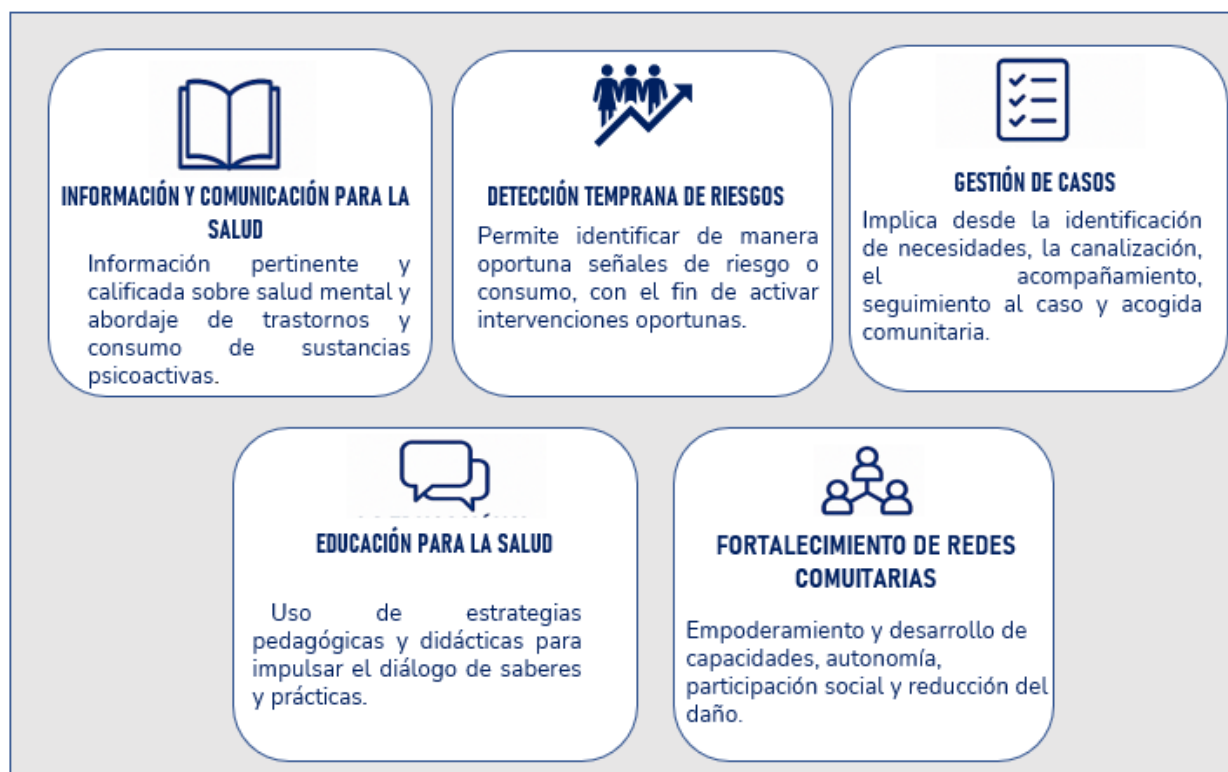 INFORMACIÓN Y COMUNICACIÓN PARA LA
SALUD
Información pertinente y
calificada sobre salud mental y
abordaje de trastornos y
consumo de sustancias
psicoactivas.
DETECCIÓN TEMPRANA DE RIESGOS
Permite identificar de manera
oportuna señales de riesgo o
consumo, con el fin de activar
intervenciones oportunas.
GESTIÓN DE CASOS
Implica desde la identificación
de necesidades, la canalización,
el acompañamiento,
seguimiento al caso y acogida
comunitaria.
EDUCACIÓN PARA LA SALUD
Uso de estrategias
pedagógicas y didácticas para
impulsar el diálogo de saberes
y prácticas.
FORTALECIMIENTO DE REDES
COMUITARIAS
Empoderamiento y desarrollo de
capacidades, autonomía,
participación social y reducción del
daño.